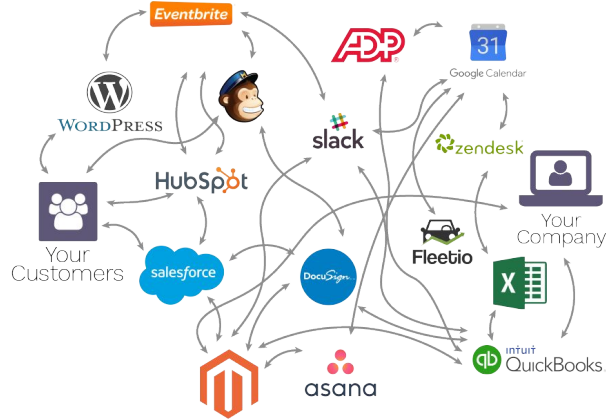 Eventbrite
ADP
31
Google Calendar
WORDPRESS
slack
zendesk
HubSpot
Your
Company
Your
Customers
salesforce
DocuSign
Fleetio
X
intuit
qb QuickBooks
asana